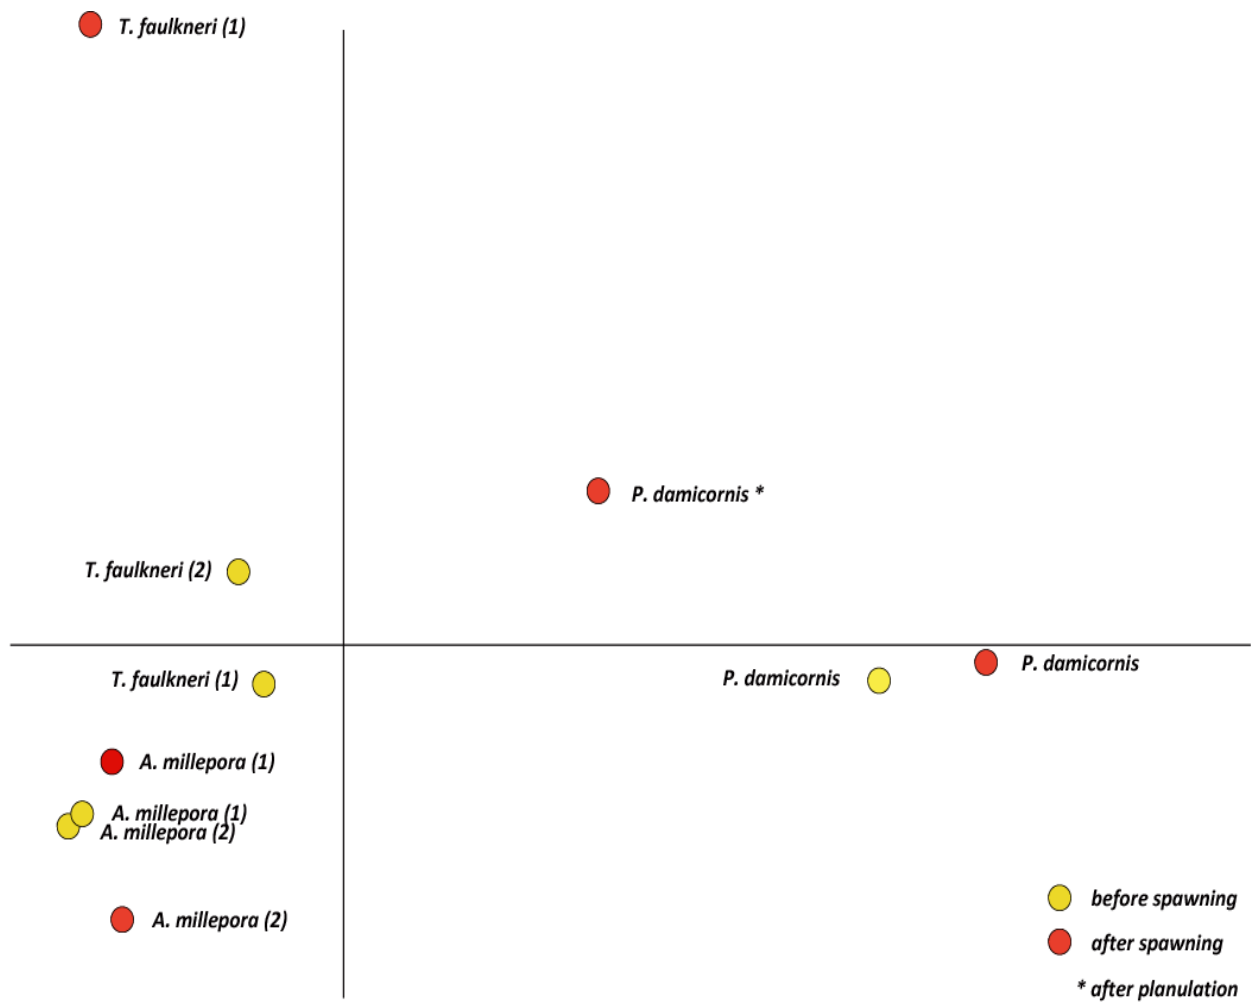 T. faulkneri (1)
P. damicornis *
T. faulkneri (2)
T. faulkneri (1)
P. damicornis
P. damicornis
A. millepora (1)
A. millepora (1)
A. millepora (2)
A. millepora (2)
before spawning
after spawning
* after planulation